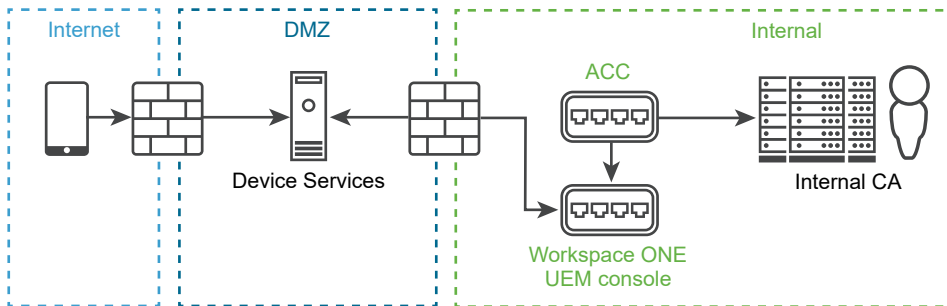 Internet
DMZ
Internal
ACC
Device Services
Internal CA
Workspace ONE
UEM console